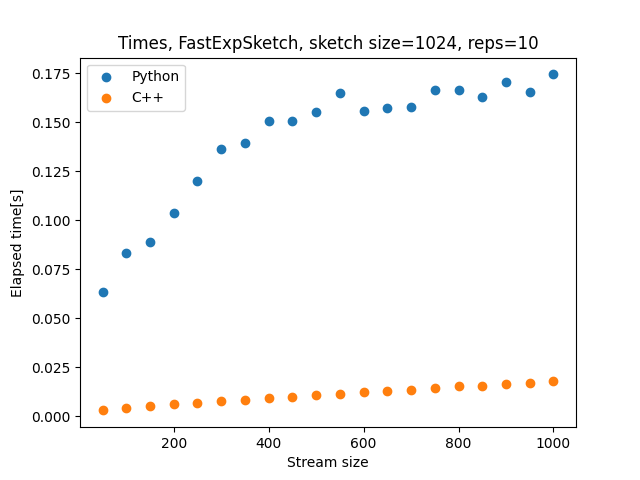 Times, FastExpSketch, sketch size=1024, reps=10
Python
C++
0.175
0.150
0.125
0.100
0.075
0.050
0.025
0.000
Elapsed time[s]
200
400
600
800
1000
Stream size